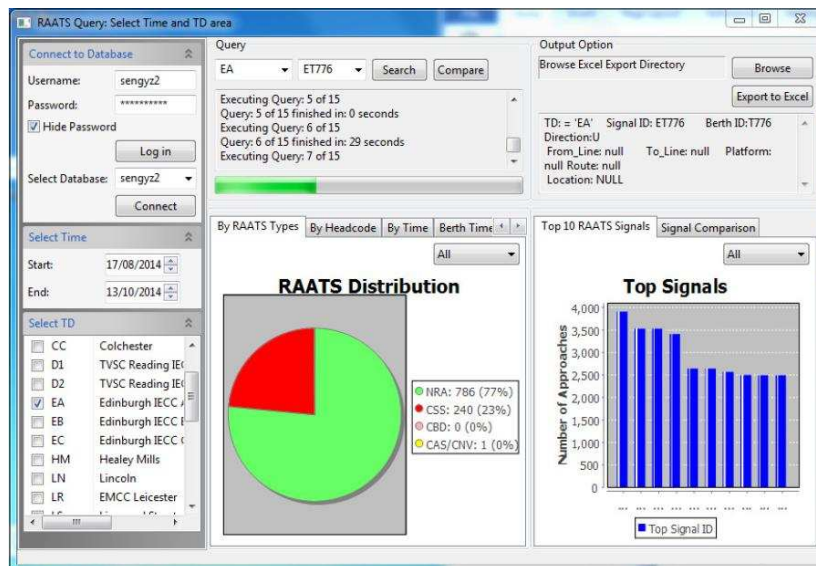 RAATS Query: Select Time and TD area
Connect to Database
Username: sengyz2
Password: **********
Hide Password
Log in
Select Database: sengyz2
Connect
Select Time
Start: 17/08/2014
End: 13/10/2014
Select TD
CC Colchester
D1 TVSC Reading IEC
D2 TVSC Reading IEC
EA Edinburgh IECC
EB Edinburgh IECC
EC Edinburgh IECC
HM Healey Mills
LN Lincoln
LR EMCC Leicester
Query
EA ET776 Search Compare
Executing Query: 5 of 15
Query: 5 of 15 finished in: 0 seconds
Executing Query: 6 of 15
Query: 6 of 15 finished in: 29 seconds
Executing Query: 7 of 15
By RAATS Types By Headcode By Time Berth Time
All
RAATS Distribution
NRA: 786 (77%)
CSS: 240 (23%)
CBD: 0 (0%)
CAS/CNV: 1 (0%)
Output Option
Browse Excel Export Directory Browse
Export to Excel
TD: = 'EA' Signal ID: ET776 Berth ID:T776
Direction:U
From_Line: null To_Line: null Platform:
null Route: null
Location: NULL
Top 10 RAATS Signals Signal Comparison
All
Top Signals
Number of Approaches
4,000
3,500
3,000
2,500
2,000
1,500
1,000
500
0
... ... ... ... ... ... ... ... ... ...
Top Signal ID